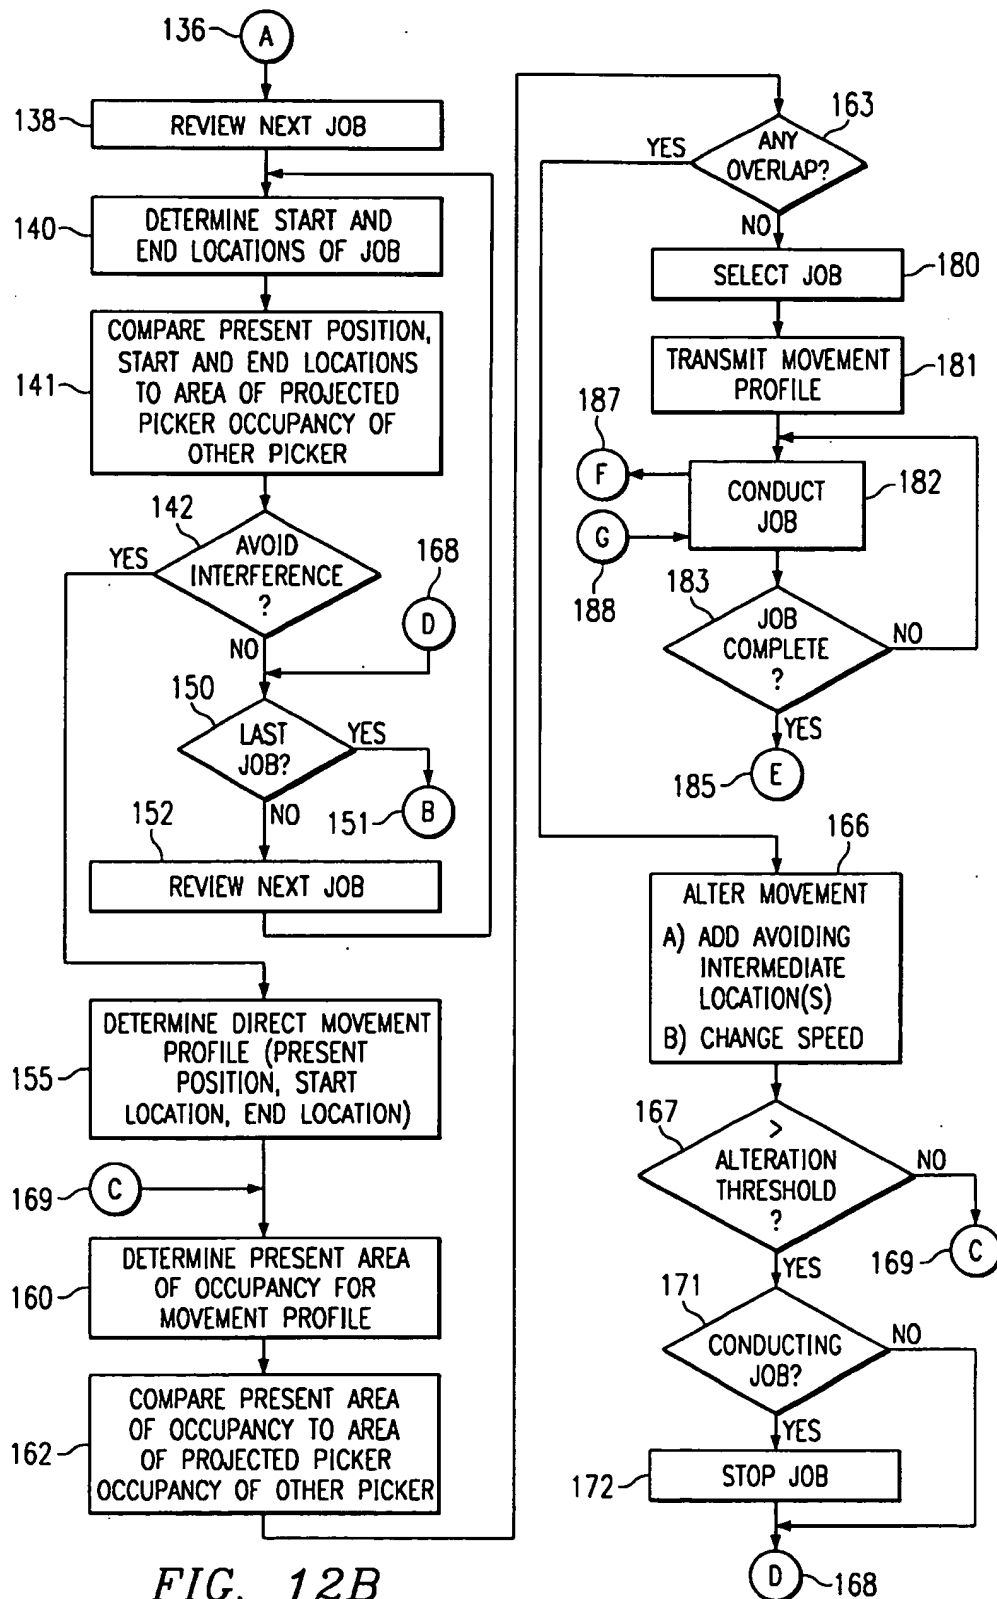 136
A
138
REVIEW NEXT JOB
140
DETERMINE START AND
END LOCATIONS OF JOB
141
COMPARE PRESENT POSITION,
START AND END LOCATIONS
TO AREA OF PROJECTED
PICKER OCCUPANCY OF
OTHER PICKER
142
YES
AVOID
INTERFERENCE
?
NO
168
D
150
LAST
JOB?
YES
NO
151
B
152
REVIEW NEXT JOB
155
DETERMINE DIRECT MOVEMENT
PROFILE (PRESENT
POSITION, START
LOCATION, END LOCATION)
169
C
160
DETERMINE PRESENT AREA
OF OCCUPANCY FOR
MOVEMENT PROFILE
162
COMPARE PRESENT AREA
OF OCCUPANCY TO AREA
OF PROJECTED PICKER
OCCUPANCY OF OTHER PICKER
163
YES
ANY
OVERLAP?
NO
SELECT JOB
180
TRANSMIT MOVEMENT
PROFILE
181
187
F
CONDUCT
JOB
182
G
188
183
JOB
COMPLETE
?
NO
YES
185
E
166
ALTER MOVEMENT
A) ADD AVOIDING
INTERMEDIATE
LOCATION(S)
B) CHANGE SPEED
167
>
ALTERATION
THRESHOLD
?
NO
YES
169
C
171
CONDUCTING
JOB?
NO
YES
172
STOP JOB
D
168
FIG. 12B